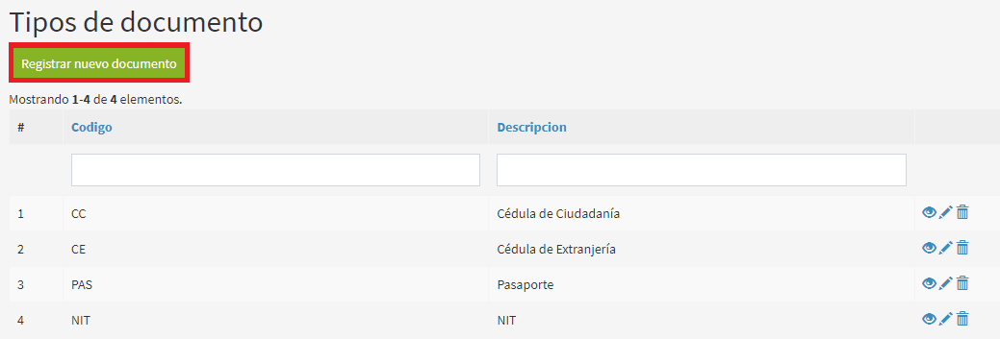 Tipos de documento
Registrar nuevo documento
Mostrando 1-4 de 4 elementos.
# Codigo Descripcion
1 CC Cédula de Ciudadanía
2 CE Cédula de Extranjería
3 PAS Pasaporte
4 NIT NIT